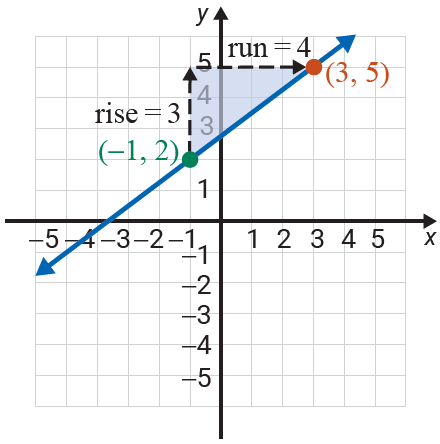 y
run = 4
5
(3, 5)
4
rise = 3
3
(−1, 2)
1
−5 −4 −3 −2 −1 1 2 3 4 5 x
−1
−2
−3
−4
−5